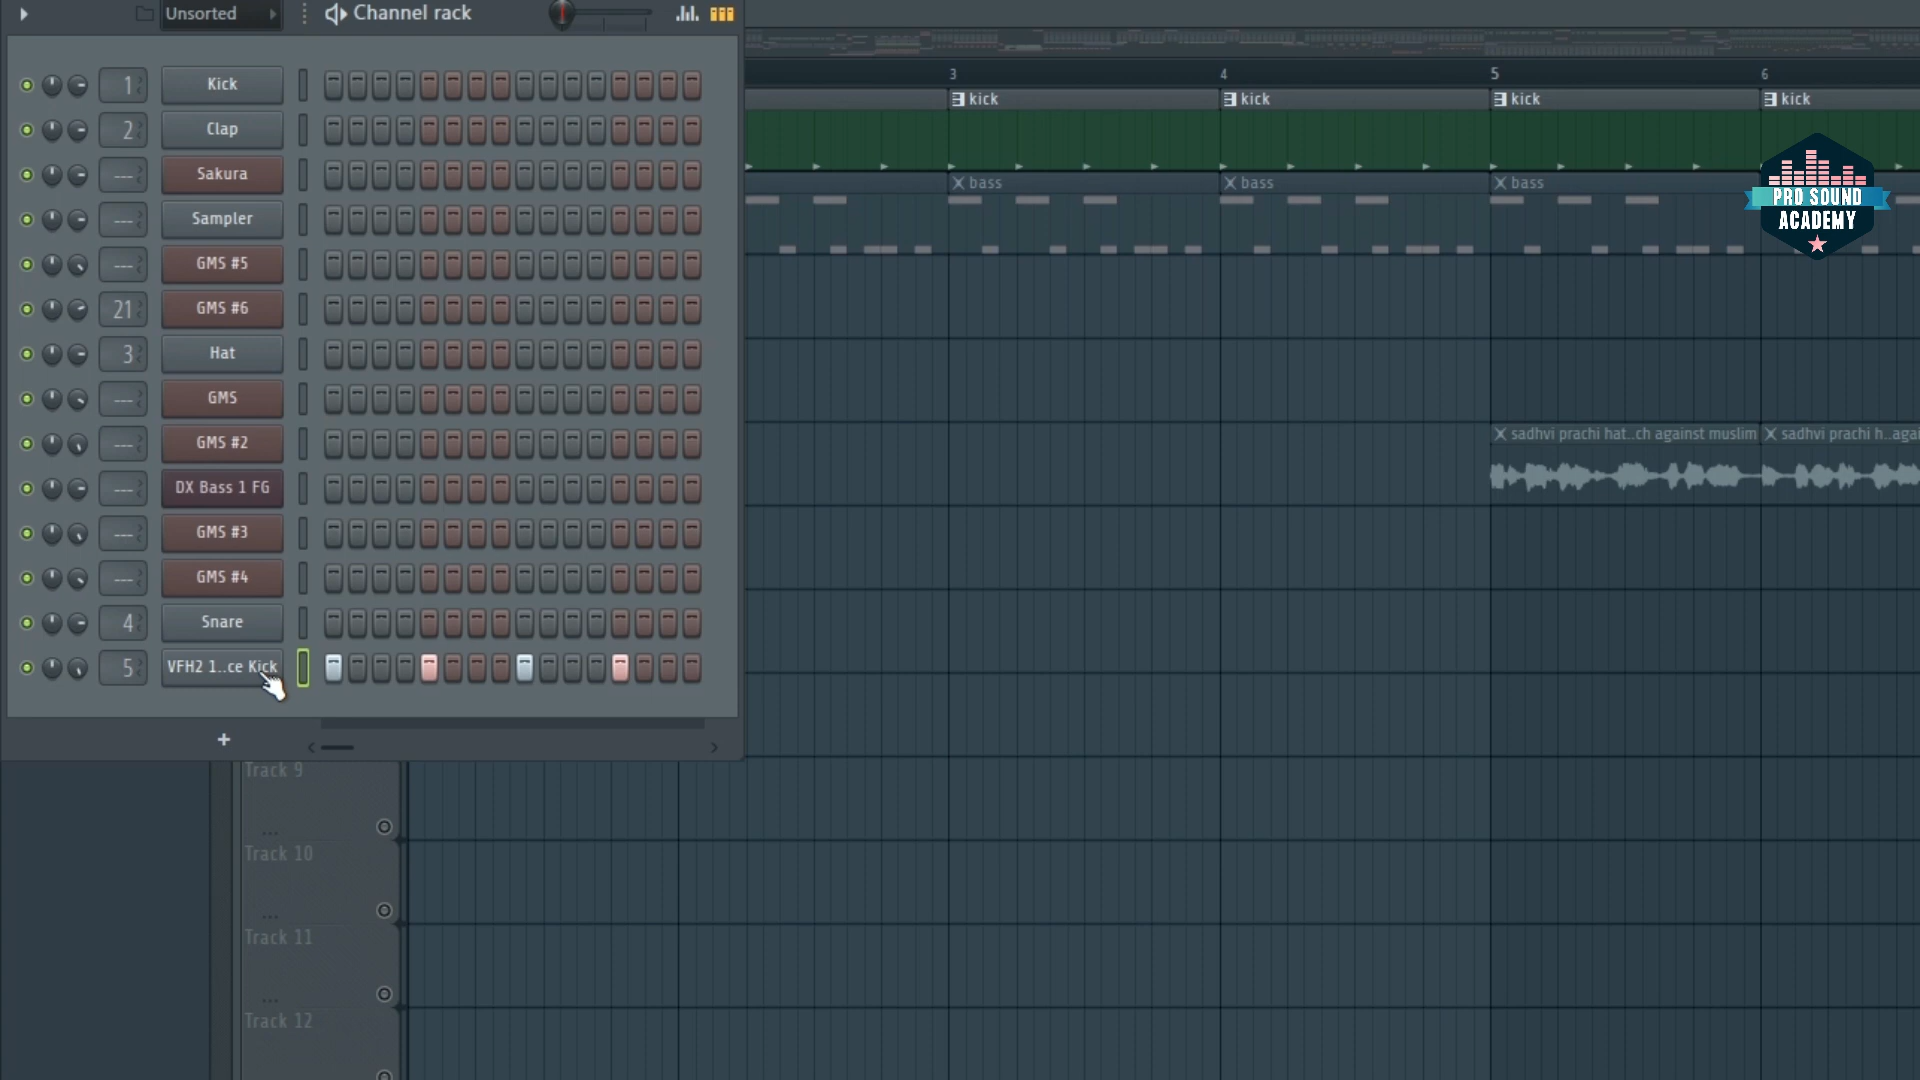 Unsorted
Channel rack
1 Kick
2 Clap
--- Sakura
--- Sampler
--- GMS #5
21 GMS #6
3 Hat
--- GMS
--- GMS #2
--- DX Bass 1 FG
--- GMS #3
--- GMS #4
4 Snare
5 VFH2 1..ce Kick
+
3 4 5 6
kick kick kick kick
bass bass bass
PRO SOUND
ACADEMY
sadhvi prachi hat..ch against muslim sadhvi prachi h..agai
Track 9
...
Track 10
...
Track 11
...
Track 12